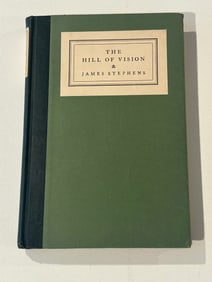 THE
HILL OF VISION
JAMES STEPHENS